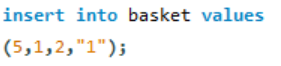 insert into basket values
(5,1,2,"1");